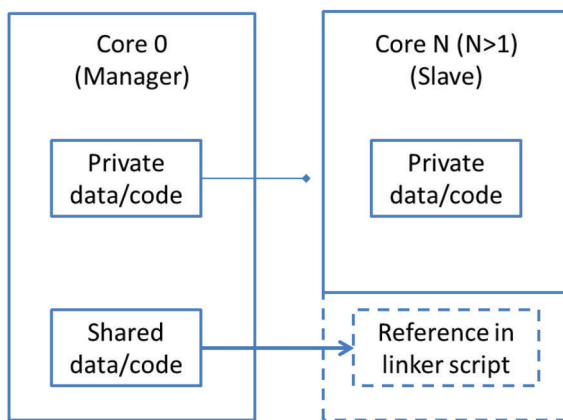 Core 0
(Manager)
Core N (N>1)
(Slave)
Private
data/code
Private
data/code
Shared
data/code
Reference in
linker script